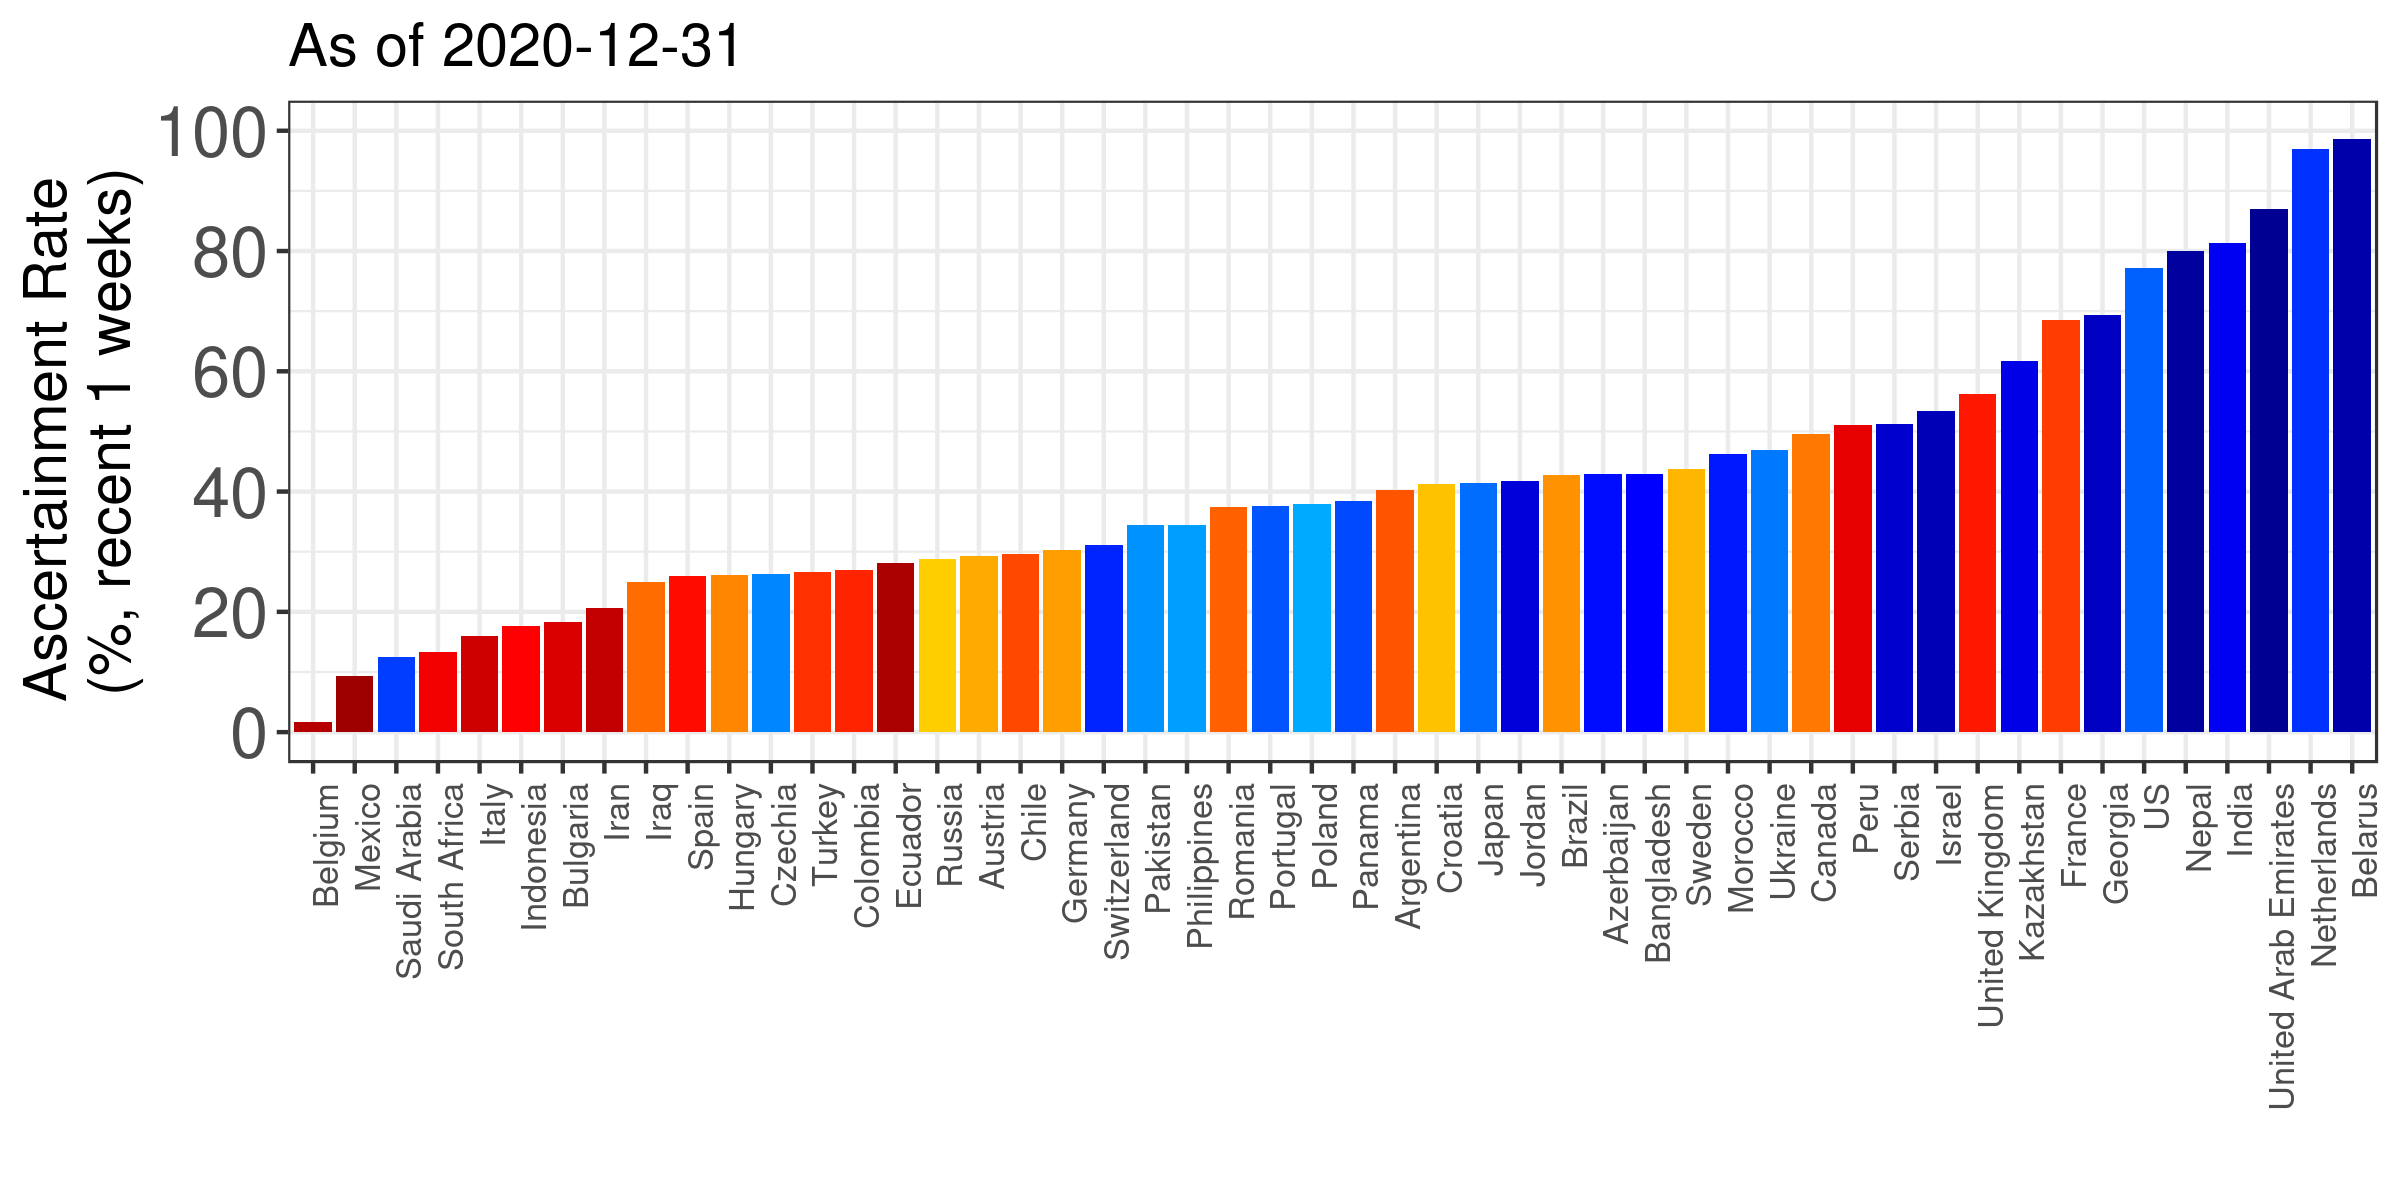 As of 2020-12-31
Ascertainment Rate
(%, recent 1 weeks)
100
80
60
40
20
0
Belgium
Mexico
Saudi Arabia
South Africa
Italy
Indonesia
Bulgaria
Iran
Iraq
Spain
Hungary
Czechia
Turkey
Colombia
Ecuador
Russia
Austria
Chile
Germany
Switzerland
Pakistan
Philippines
Romania
Portugal
Poland
Panama
Argentina
Croatia
Japan
Jordan
Brazil
Azerbaijan
Bangladesh
Sweden
Morocco
Ukraine
Canada
Peru
Serbia
Israel
United Kingdom
Kazakhstan
France
Georgia
US
Nepal
India
United Arab Emirates
Netherlands
Belarus